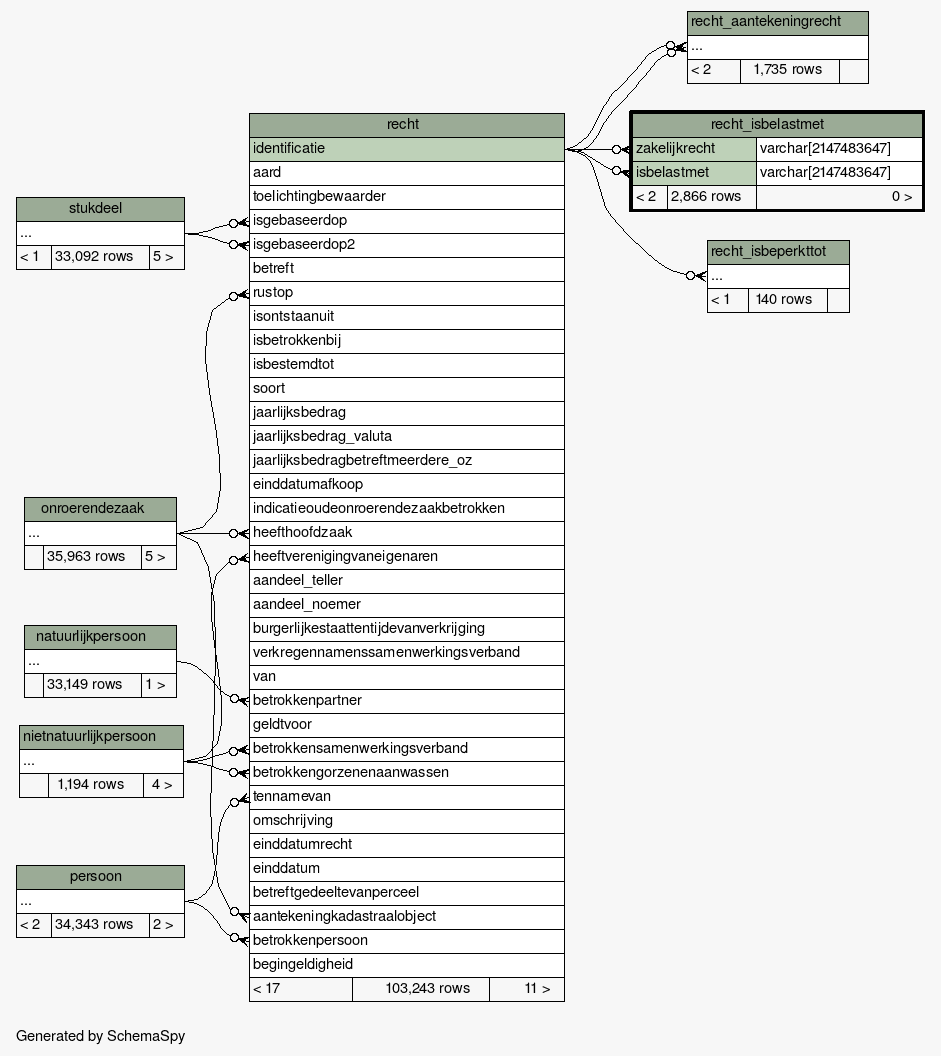 recht_aantekeningrecht
...
< 2 1,735 rows
recht_isbelastmet
zakelijkrecht varchar[2147483647]
isbelastmet varchar[2147483647]
< 2 2,866 rows 0 >
recht_isbeperkttot
...
< 1 140 rows
recht
identificatie
aard
toelichtingbewaarder
isgebaseerdop
isgebaseerdop2
betreft
rustop
isontstaanuit
isbetrokkenbij
isbestemdtot
soort
jaarlijksbedrag
jaarlijksbedrag_valuta
jaarlijksbedragbetreftmeerdere_oz
einddatumafkoop
indicatieoudeonroerendezaakbetrokken
heefthoofdzaak
heeftverenigingvaneigenaren
aandeel_teller
aandeel_noemer
burgerlijkestaattentijdevanverkrijging
verkregennamenssamenwerkingsverband
van
betrokkenpartner
geldtvoor
betrokkensamenwerkingsverband
betrokkengorzenenaanwassen
tennamevan
omschrijving
einddatumrecht
einddatum
betreftgedeeltevanperceel
aantekeningkadastraalobject
betrokkenpersoon
begingeldigheid
< 17 103,243 rows 11 >
stukdeel
...
< 1 33,092 rows 5 >
onroerendezaak
...
35,963 rows 5 >
natuurlijkpersoon
...
33,149 rows 1 >
nietnatuurlijkpersoon
...
1,194 rows 4 >
persoon
...
< 2 34,343 rows 2 >
Generated by SchemaSpy